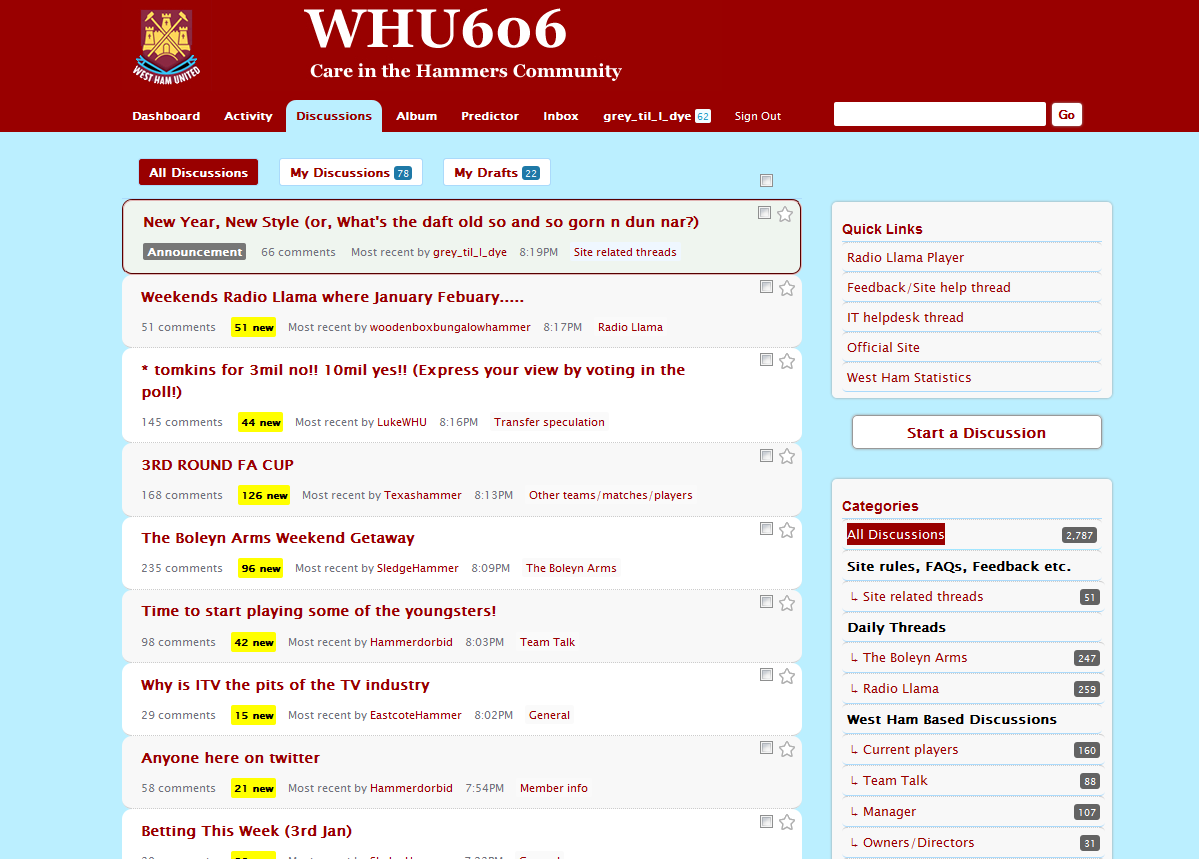 WEST HAM UNITED
WHU606
Care in the Hammers Community
Dashboard Activity Discussions Album Predictor Inbox grey_til_I_dye 62 Sign Out Go
All Discussions My Discussions 78 My Drafts 22
New Year, New Style (or, What's the daft old so and so gorn n dun nar?)
Announcement 66 comments Most recent by grey_til_I_dye 8:19PM Site related threads
Weekends Radio Llama where January Febuary.....
51 comments 51 new Most recent by woodenboxbungalowhammer 8:17PM Radio Llama
* tomkins for 3mil no!! 10mil yes!! (Express your view by voting in the
poll!)
145 comments 44 new Most recent by LukeWHU 8:16PM Transfer speculation
3RD ROUND FA CUP
168 comments 126 new Most recent by Texashammer 8:13PM Other teams/matches/players
The Boleyn Arms Weekend Getaway
235 comments 96 new Most recent by SledgeHammer 8:09PM The Boleyn Arms
Time to start playing some of the youngsters!
98 comments 42 new Most recent by Hammerdorbid 8:03PM Team Talk
Why is ITV the pits of the TV industry
29 comments 15 new Most recent by EastcoteHammer 8:02PM General
Anyone here on twitter
58 comments 21 new Most recent by Hammerdorbid 7:54PM Member info
Betting This Week (3rd Jan)
Quick Links
Radio Llama Player
Feedback/Site help thread
IT helpdesk thread
Official Site
West Ham Statistics
Start a Discussion
Categories
All Discussions 2,787
Site rules, FAQs, Feedback etc.
↳ Site related threads 51
Daily Threads
↳ The Boleyn Arms 247
↳ Radio Llama 259
West Ham Based Discussions
↳ Current players 160
↳ Team Talk 88
↳ Manager 107
↳ Owners/Directors 31